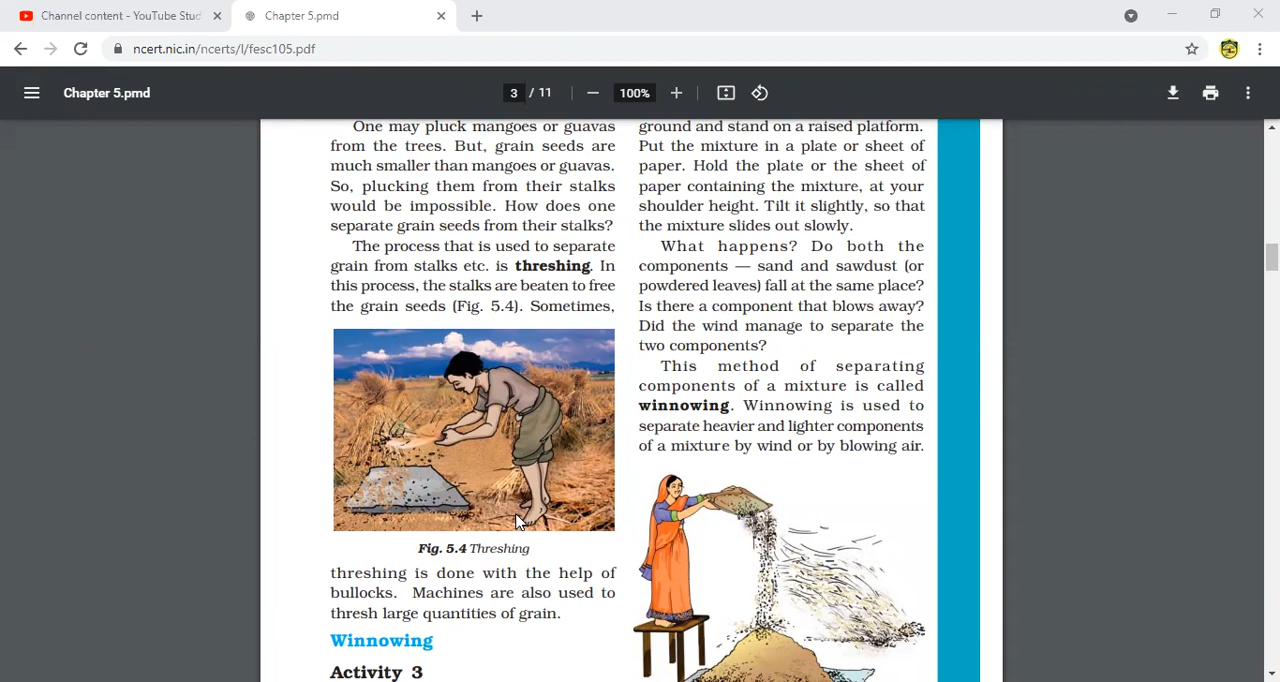 Channel content - YouTube Stud
Chapter 5.pmd
ncert.nic.in/ncerts/l/fesc105.pdf
Chapter 5.pmd
3 / 11
100%
One may pluck mangoes or guavas
from the trees. But, grain seeds are
much smaller than mangoes or guavas.
So, plucking them from their stalks
would be impossible. How does one
separate grain seeds from their stalks?
The process that is used to separate
grain from stalks etc. is threshing. In
this process, the stalks are beaten to free
the grain seeds (Fig. 5.4). Sometimes,
Fig. 5.4 Threshing
threshing is done with the help of
bullocks. Machines are also used to
thresh large quantities of grain.
Winnowing
Activity 3
ground and stand on a raised platform.
Put the mixture in a plate or sheet of
paper. Hold the plate or the sheet of
paper containing the mixture, at your
shoulder height. Tilt it slightly, so that
the mixture slides out slowly.
What happens? Do both the
components — sand and sawdust (or
powdered leaves) fall at the same place?
Is there a component that blows away?
Did the wind manage to separate the
two components?
This method of separating
components of a mixture is called
winnowing. Winnowing is used to
separate heavier and lighter components
of a mixture by wind or by blowing air.